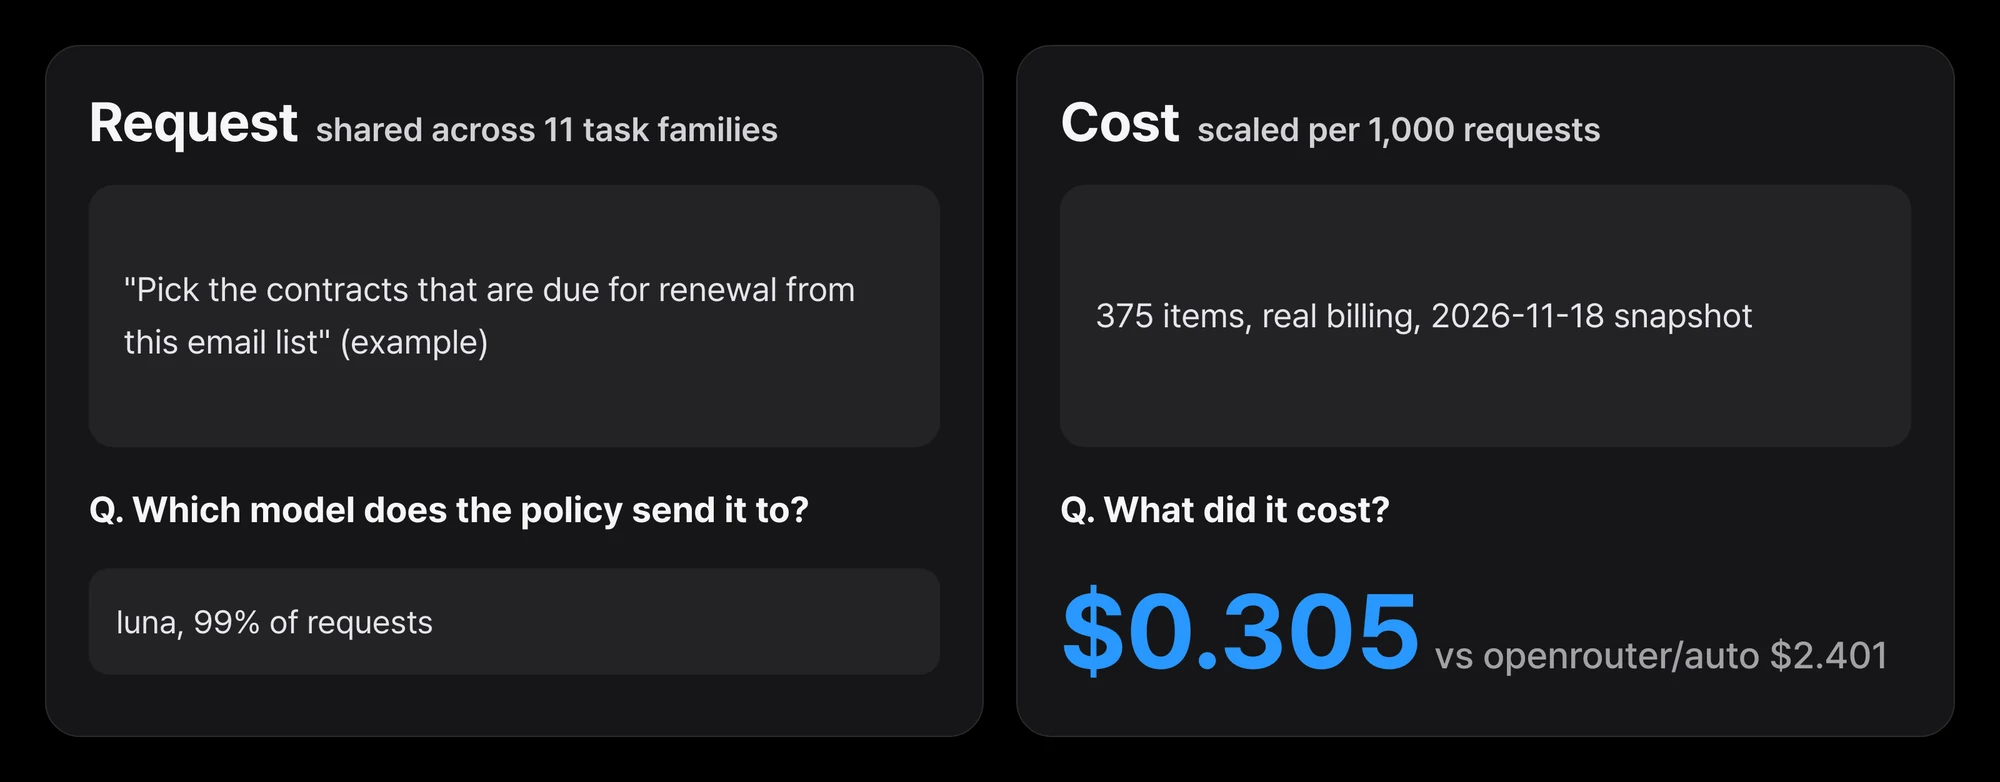 Request shared across 11 task families
"Pick the contracts that are due for renewal from
this email list" (example)
Q. Which model does the policy send it to?
luna, 99% of requests
Cost scaled per 1,000 requests
375 items, real billing, 2026-11-18 snapshot
Q. What did it cost?
$0.305 vs openrouter/auto $2.401